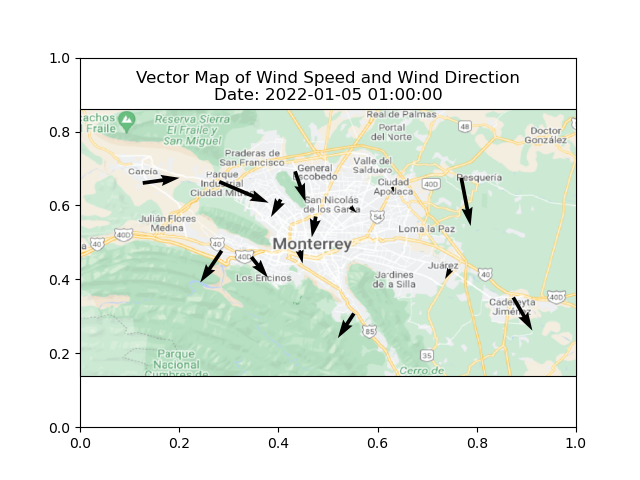 Vector Map of Wind Speed and Wind Direction
Date: 2022-01-05 01:00:00
1.0
0.8
0.6
0.4
0.2
0.0
0.0
0.2
0.4
0.6
0.8
1.0
achos
Fraile
Reserva Sierra
El Fraile y
San Miguel
Real de Palmas
Portal
del Norte
48
Doctor
González
Praderas de
San Francisco
General
Escobedo
Valle del
Salduero
García
Parque
Industrial
Ciudad Mitras
Ciudad
Apodaca
40D
Pesquería
San Nicolás
de los Garza
54
Julián Flores
Medina
Loma la Paz
40
40D
40
40D
Monterrey
Los Encinos
Jardines
de la Silla
Juárez
40
Cadereyta
Jiménez
40D
85
35
Parque
Nacional
Cumbres de
Cerro de